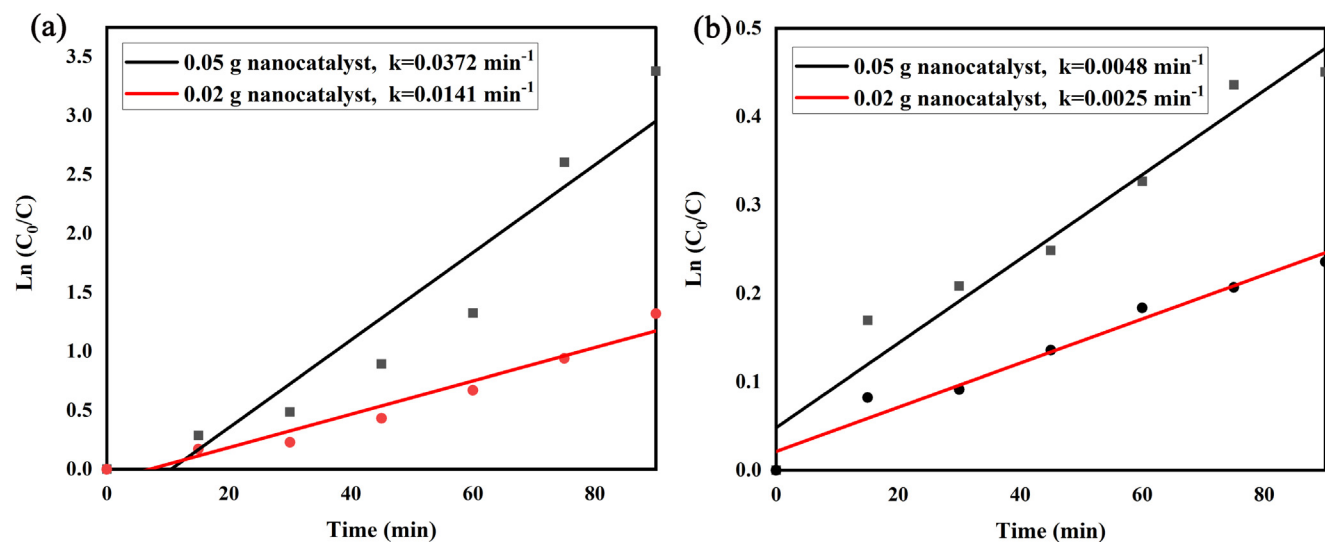 (a)
0.05 g nanocatalyst, k=0.0372 min⁻¹
0.02 g nanocatalyst, k=0.0141 min⁻¹
3.5
3.0
2.5
2.0
1.5
1.0
0.5
0.0
Ln (C₀/C)
0 20 40 60 80
Time (min)
(b)
0.05 g nanocatalyst, k=0.0048 min⁻¹
0.02 g nanocatalyst, k=0.0025 min⁻¹
0.5
0.4
0.3
0.2
0.1
0.0
Ln (C₀/C)
0 20 40 60 80
Time (min)